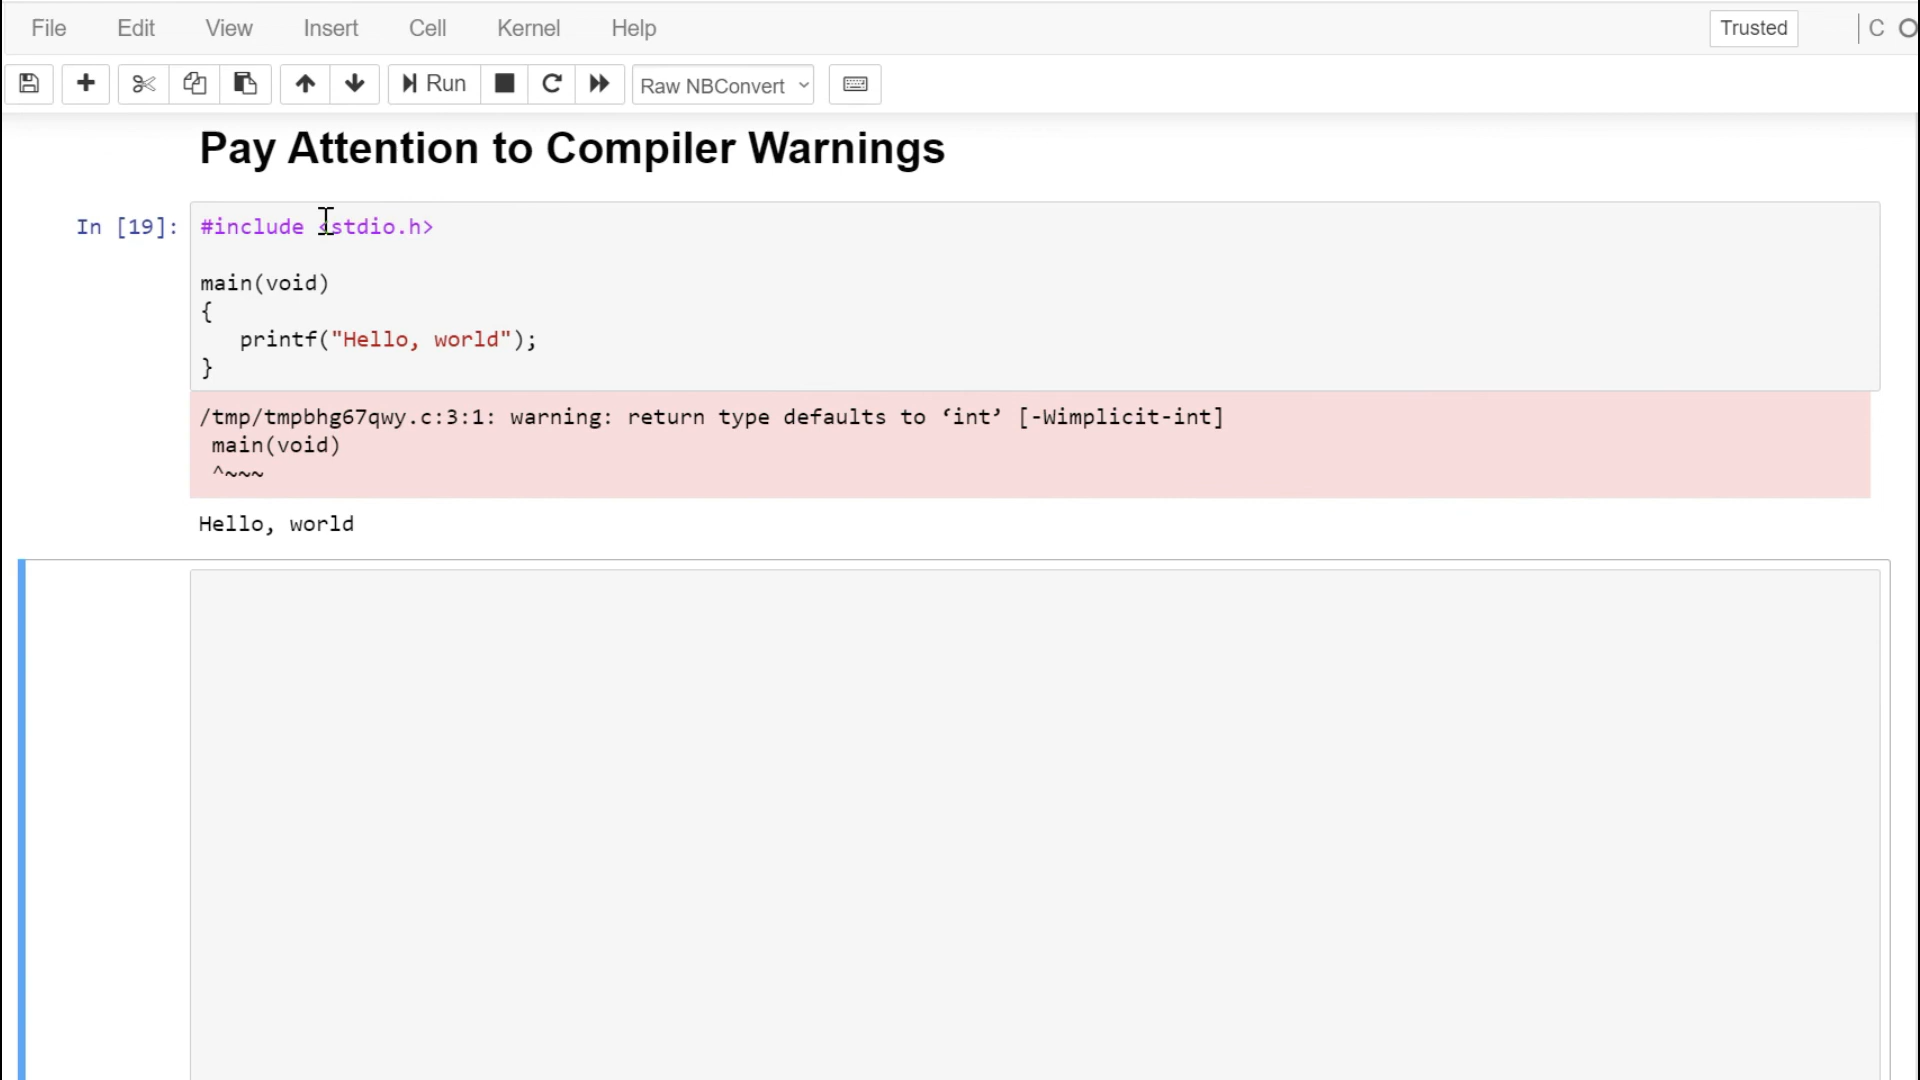 File Edit View Insert Cell Kernel Help Trusted C
Run Raw NBConvert
Pay Attention to Compiler Warnings
In [19]: #include <stdio.h>
main(void)
{
printf("Hello, world");
}
/tmp/tmpbhg67qwy.c:3:1: warning: return type defaults to ‘int’ [-Wimplicit-int]
main(void)
^~~~
Hello, world